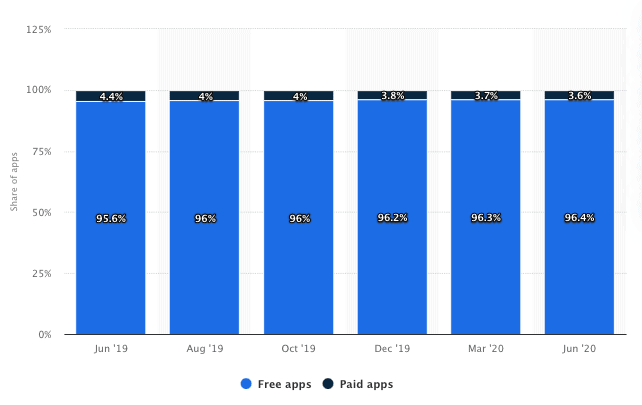 125%
100%
75%
50%
25%
0%
Share of apps
4.4% 4% 4% 3.8% 3.7% 3.6%
95.6% 96% 96% 96.2% 96.3% 96.4%
Jun '19 Aug '19 Oct '19 Dec '19 Mar '20 Jun '20
Free apps Paid apps